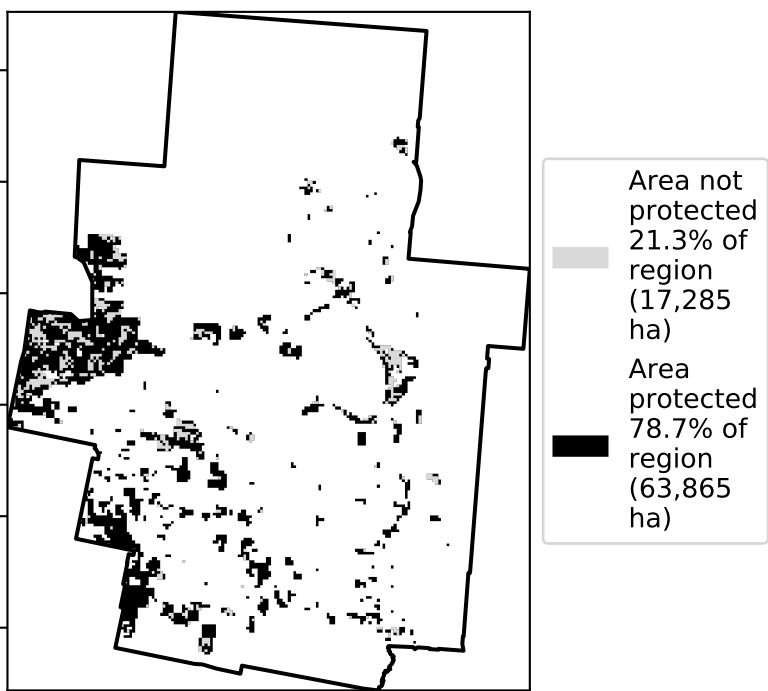 Area not
protected
21.3% of
region
(17,285
ha)
Area
protected
78.7% of
region
(63,865
ha)